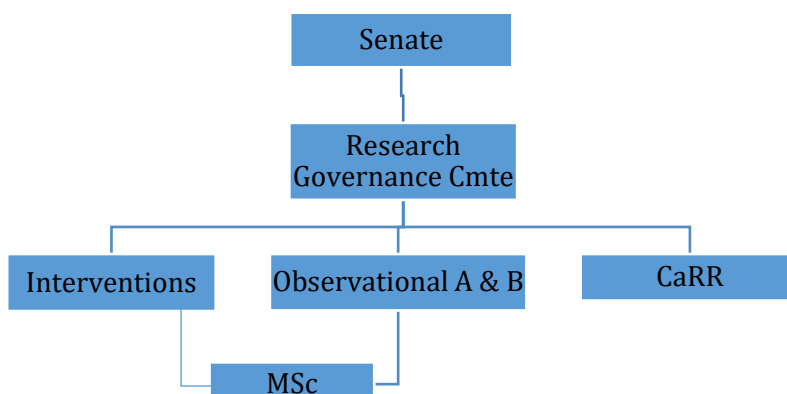 Senate
Research
Governance Cmte
Interventions
Observational A & B
CaRR
MSc